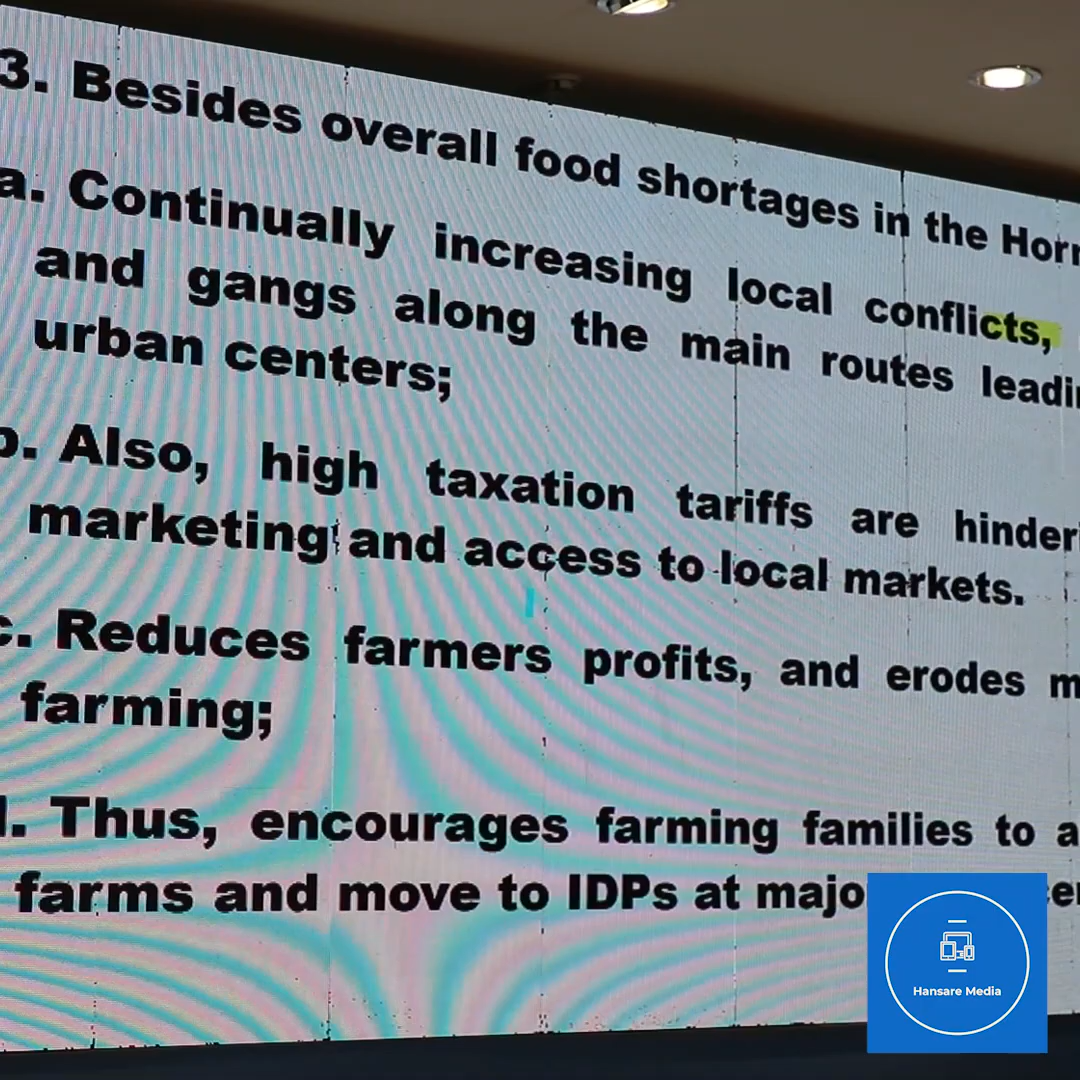 3. Besides overall food shortages in the Horn
a. Continually increasing local conflicts,
and gangs along the main routes leadin
urban centers;
b. Also, high taxation tariffs are hinder
marketing and access to local markets.
c. Reduces farmers profits, and erodes m
farming;
d. Thus, encourages farming families to a
farms and move to IDPs at majo
Hansare Media